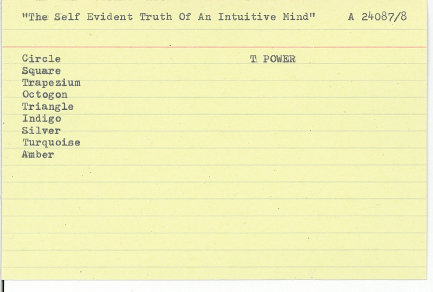 "The Self Evident Truth Of An Intuitive Mind" A 24087/8
Circle T POWER
Square
Trapezium
Octogon
Triangle
Indigo
Silver
Turquoise
Amber